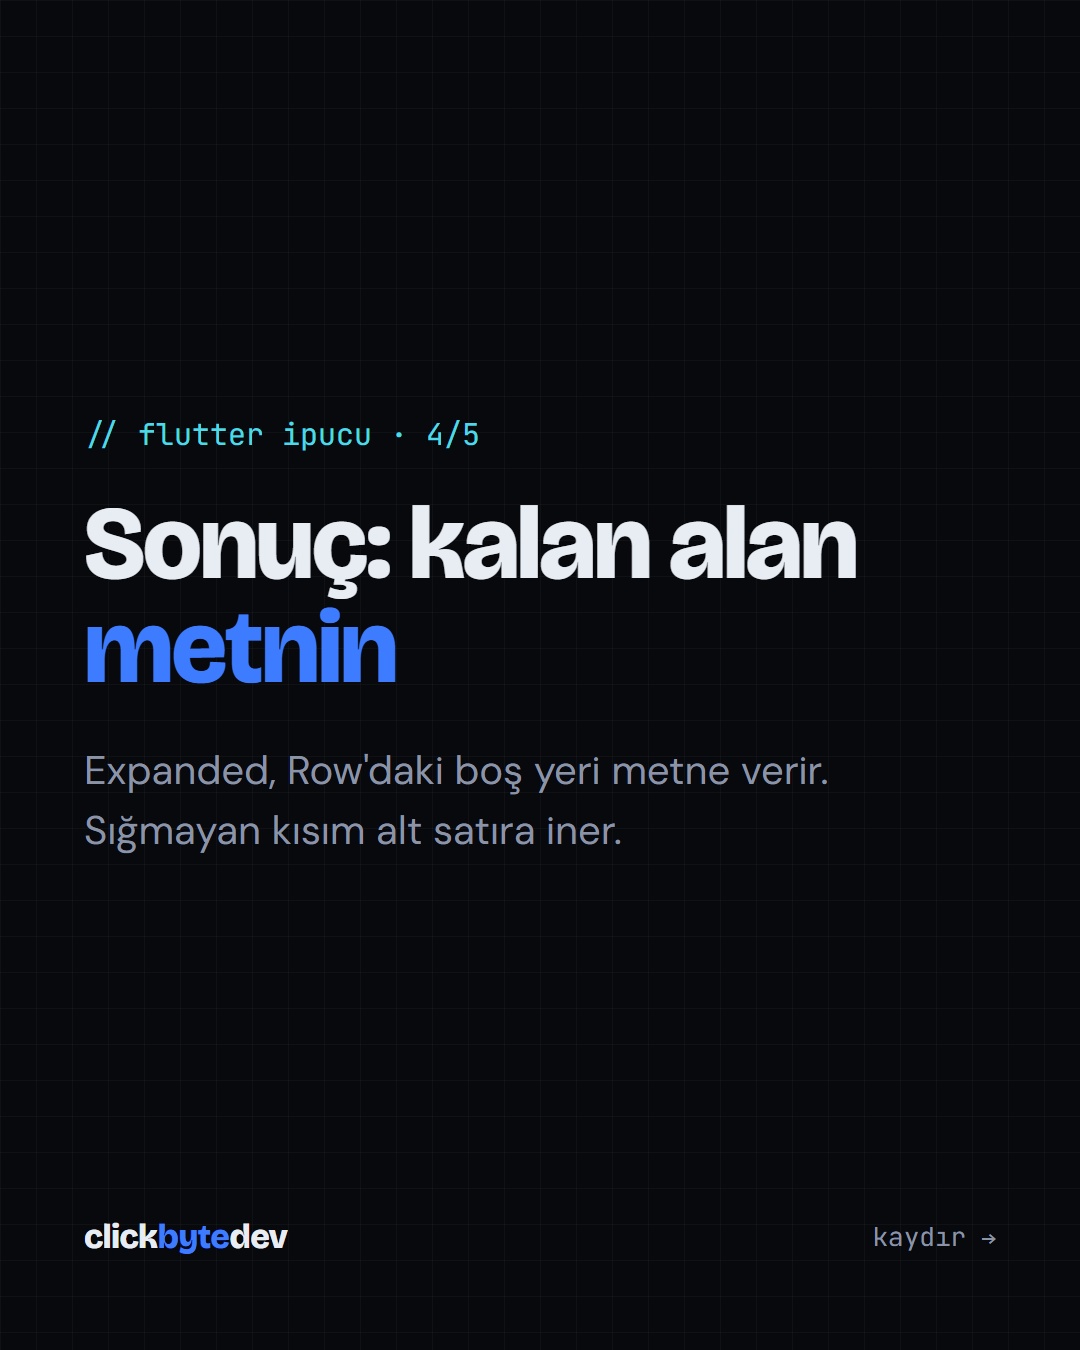 // flutter ipucu · 4/5
Sonuç: kalan alan
metnin
Expanded, Row'daki boş yeri metne verir.
Sığmayan kısım alt satıra iner.
clickbytedev
kaydır →